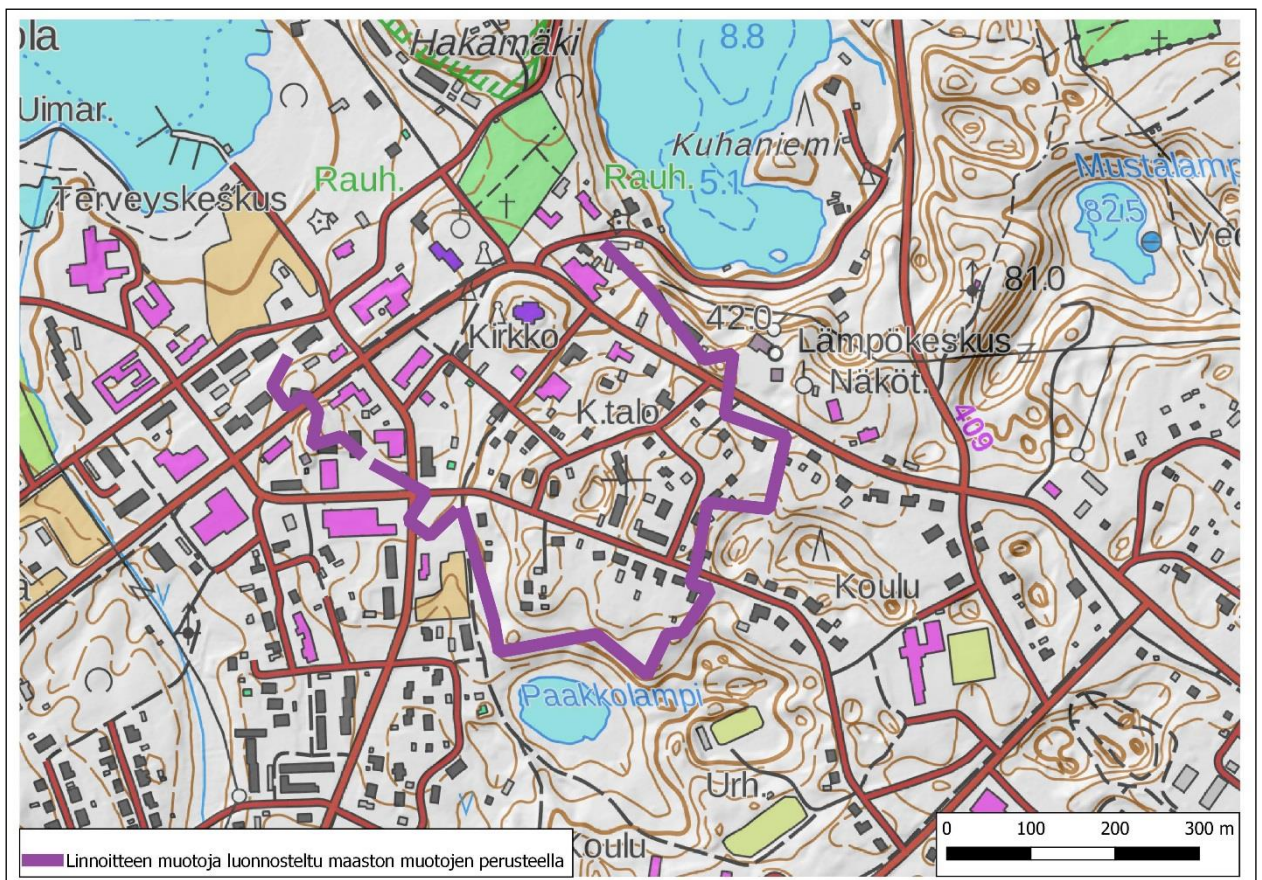 ola
Hakamäki
8.8
Uimar.
Kuhaniemi
Rauh.
Rauh.
5.1
Mustalamp
Terveyskeskus
82.5
Vee
81.0
42.0
Kirkko
Lämpökeskus
Näköt.
K.talo
409
Koulu
a
Paakkolampi
Urh.
Koulu
0 100 200 300 m
Linnoitteen muotoja luonnosteltu maaston muotojen perusteella